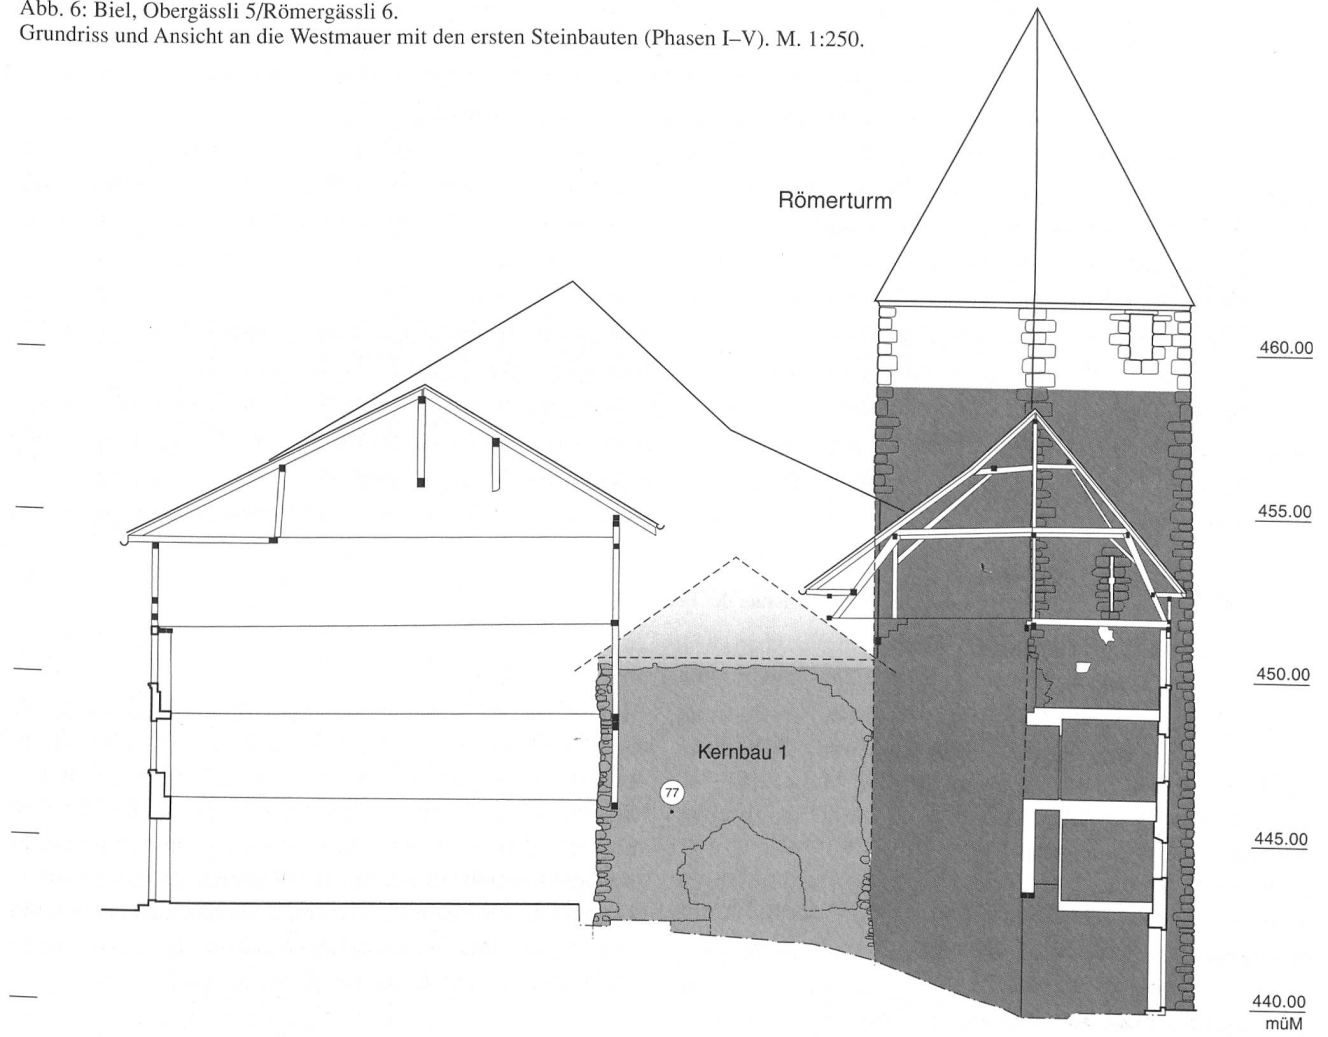 Abb. 6: Biel, Obergässli 5/Römergässli 6.
Grundriss und Ansicht an die Westmauer mit den ersten Steinbauten (Phasen I–V). M. 1:250.
Römerturm
460.00
455.00
450.00
Kernbau 1
77
445.00
440.00
müM